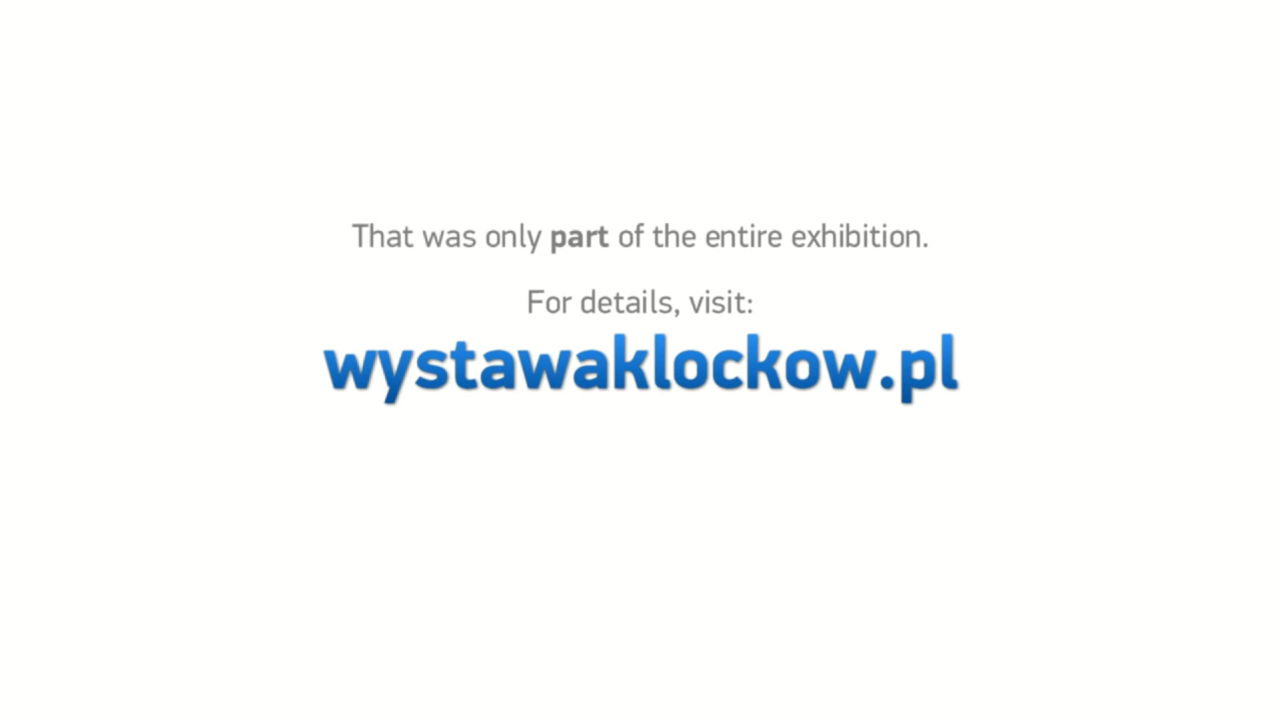 That was only part of the entire exhibition.
For details, visit:
wystawaklockow.pl